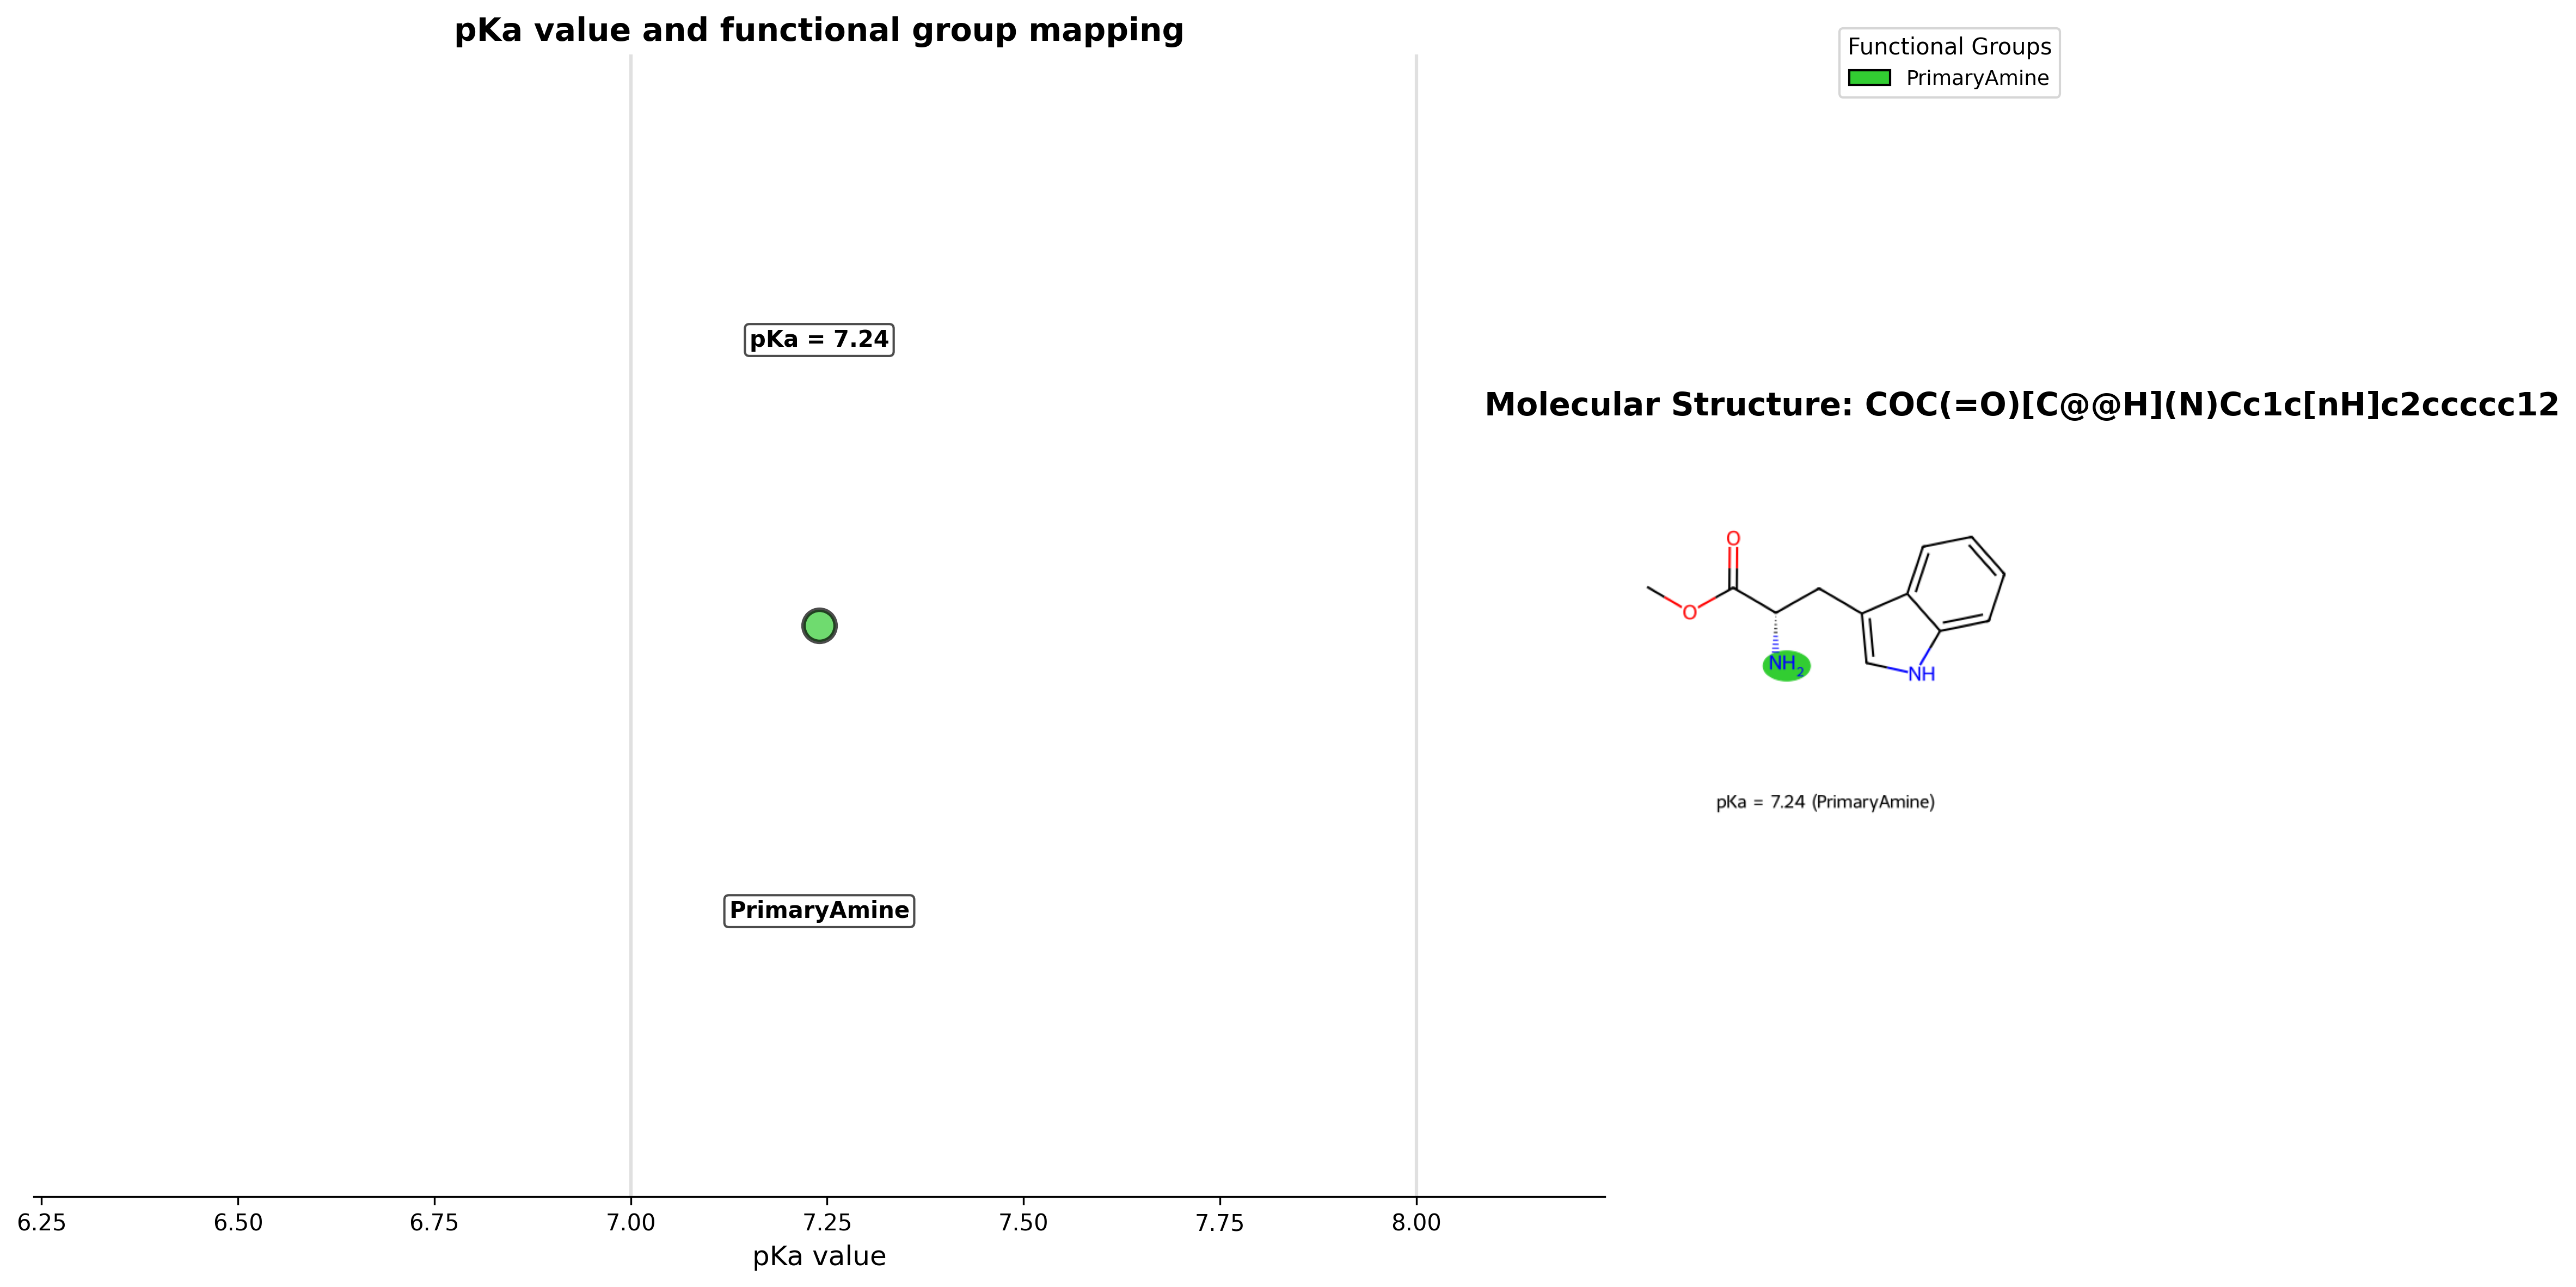 pKa value and functional group mapping
Functional Groups
PrimaryAmine
pKa = 7.24
PrimaryAmine
6.25 6.50 6.75 7.00 7.25 7.50 7.75 8.00
pKa value
Molecular Structure: COC(=O)[C@@H](N)Cc1c[nH]c2ccccc12
O
O
NH2
NH
pKa = 7.24 (PrimaryAmine)